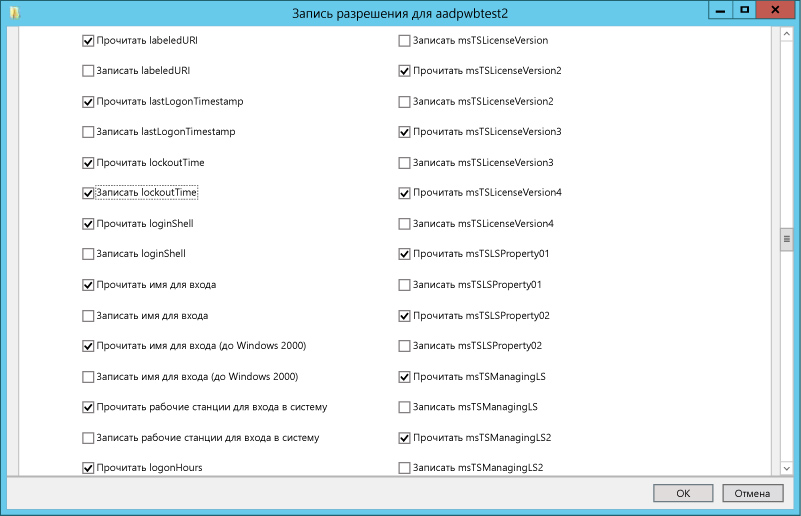 Запись разрешения для aadpwbtest2
Прочитать labeledURI
Записать labeledURI
Прочитать lastLogonTimestamp
Записать lastLogonTimestamp
Прочитать lockoutTime
Записать lockoutTime
Прочитать loginShell
Записать loginShell
Прочитать имя для входа
Записать имя для входа
Прочитать имя для входа (до Windows 2000)
Записать имя для входа (до Windows 2000)
Прочитать рабочие станции для входа в систему
Записать рабочие станции для входа в систему
Прочитать logonHours
Записать msTSLicenseVersion
Прочитать msTSLicenseVersion2
Записать msTSLicenseVersion2
Прочитать msTSLicenseVersion3
Записать msTSLicenseVersion3
Прочитать msTSLicenseVersion4
Записать msTSLicenseVersion4
Прочитать msTSLSProperty01
Записать msTSLSProperty01
Прочитать msTSLSProperty02
Записать msTSLSProperty02
Прочитать msTSManagingLS
Записать msTSManagingLS
Прочитать msTSManagingLS2
Записать msTSManagingLS2
ОК
Отмена